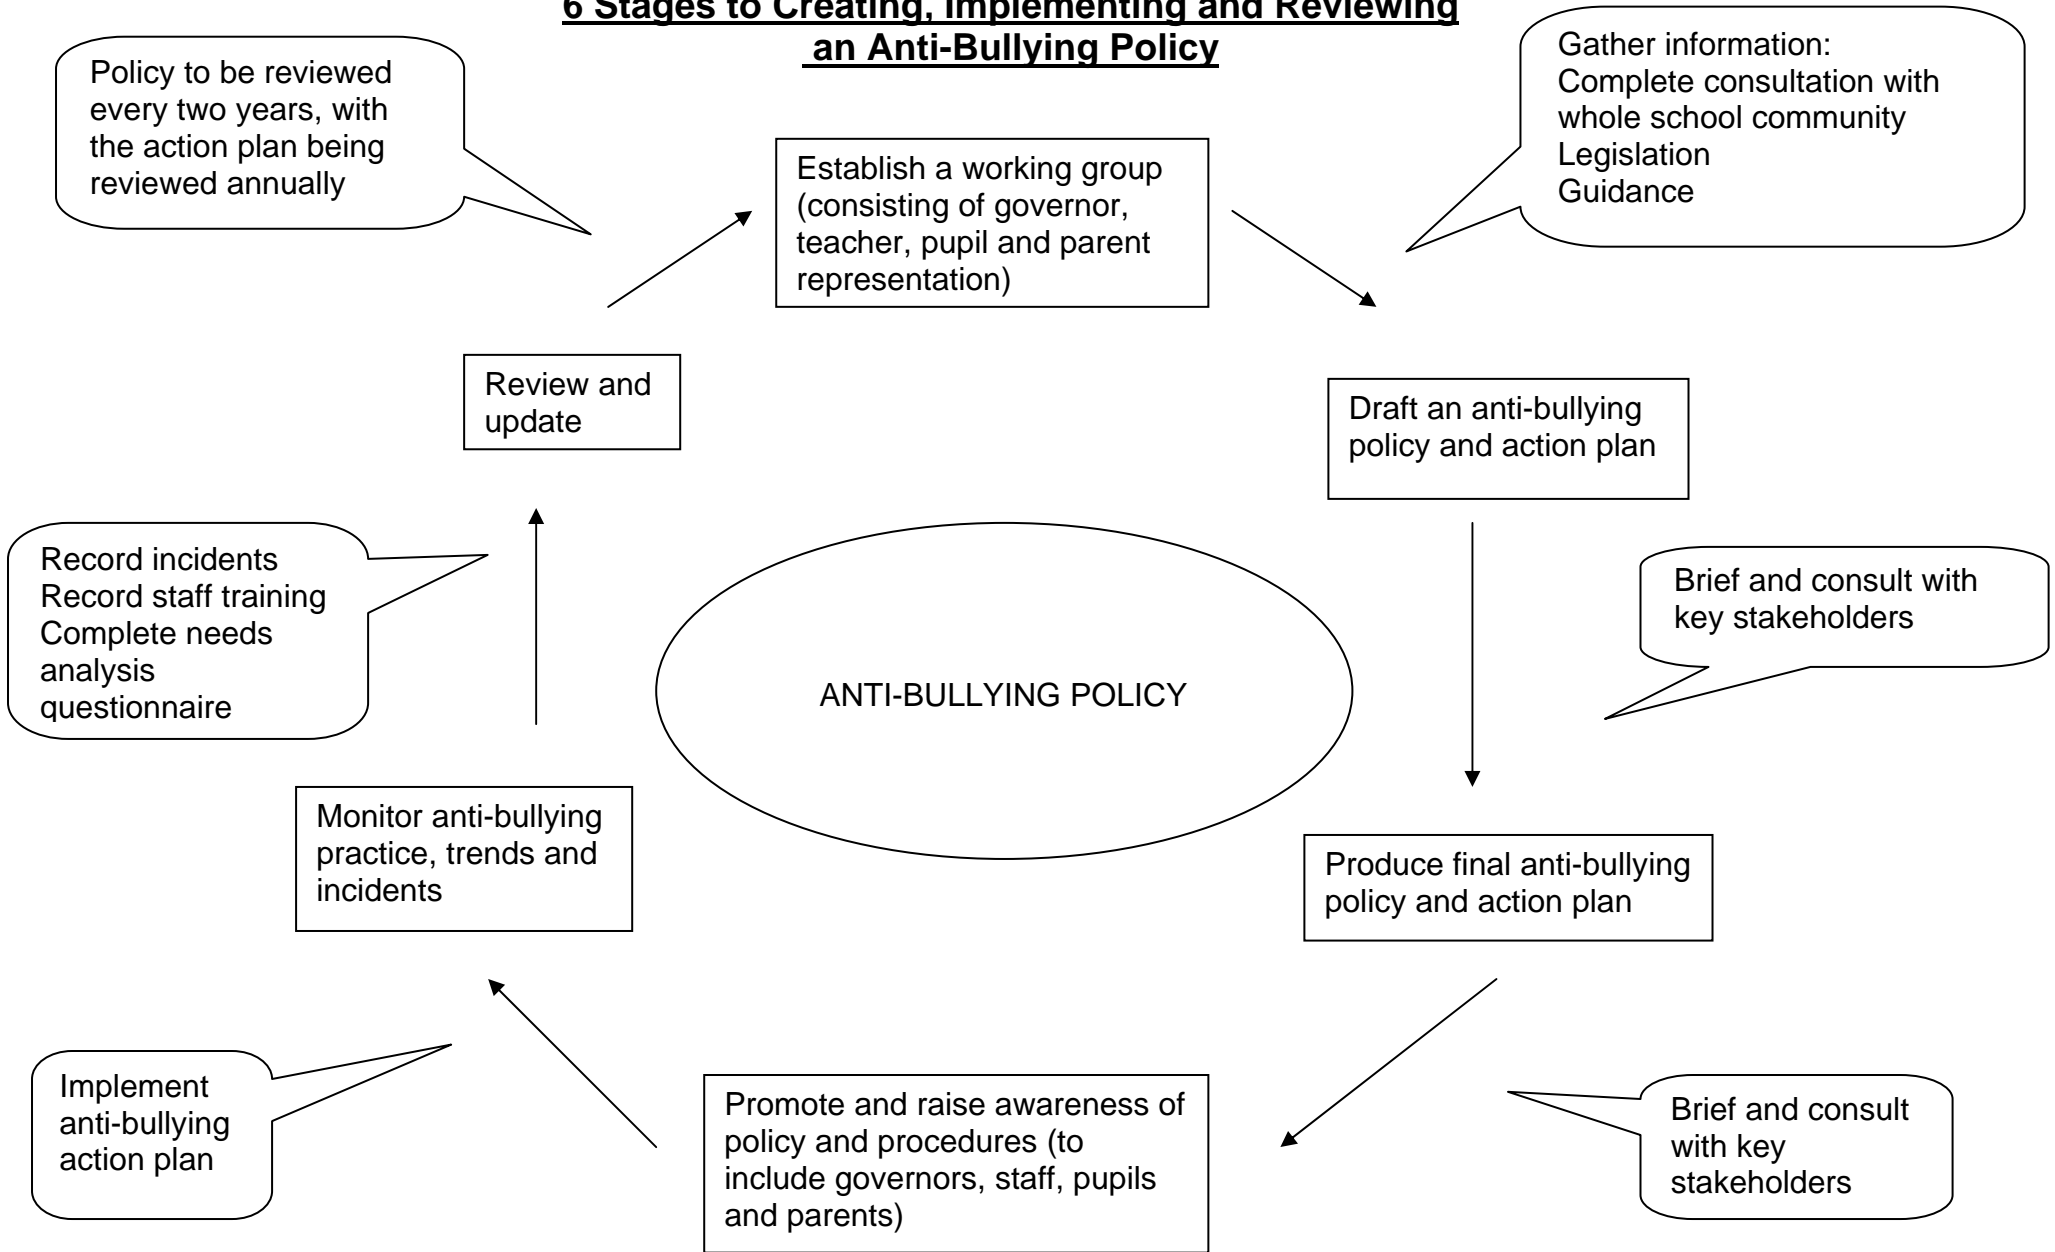 6 Stages to Creating, Implementing and Reviewing
an Anti-Bullying Policy
Policy to be reviewed
every two years, with
the action plan being
reviewed annually
Establish a working group
(consisting of governor,
teacher, pupil and parent
representation)
Gather information:
Complete consultation with
whole school community
Legislation
Guidance
Review and
update
Draft an anti-bullying
policy and action plan
Record incidents
Record staff training
Complete needs
analysis
questionnaire
Brief and consult with
key stakeholders
ANTI-BULLYING POLICY
Monitor anti-bullying
practice, trends and
incidents
Produce final anti-bullying
policy and action plan
Implement
anti-bullying
action plan
Promote and raise awareness of
policy and procedures (to
include governors, staff, pupils
and parents)
Brief and consult
with key
stakeholders